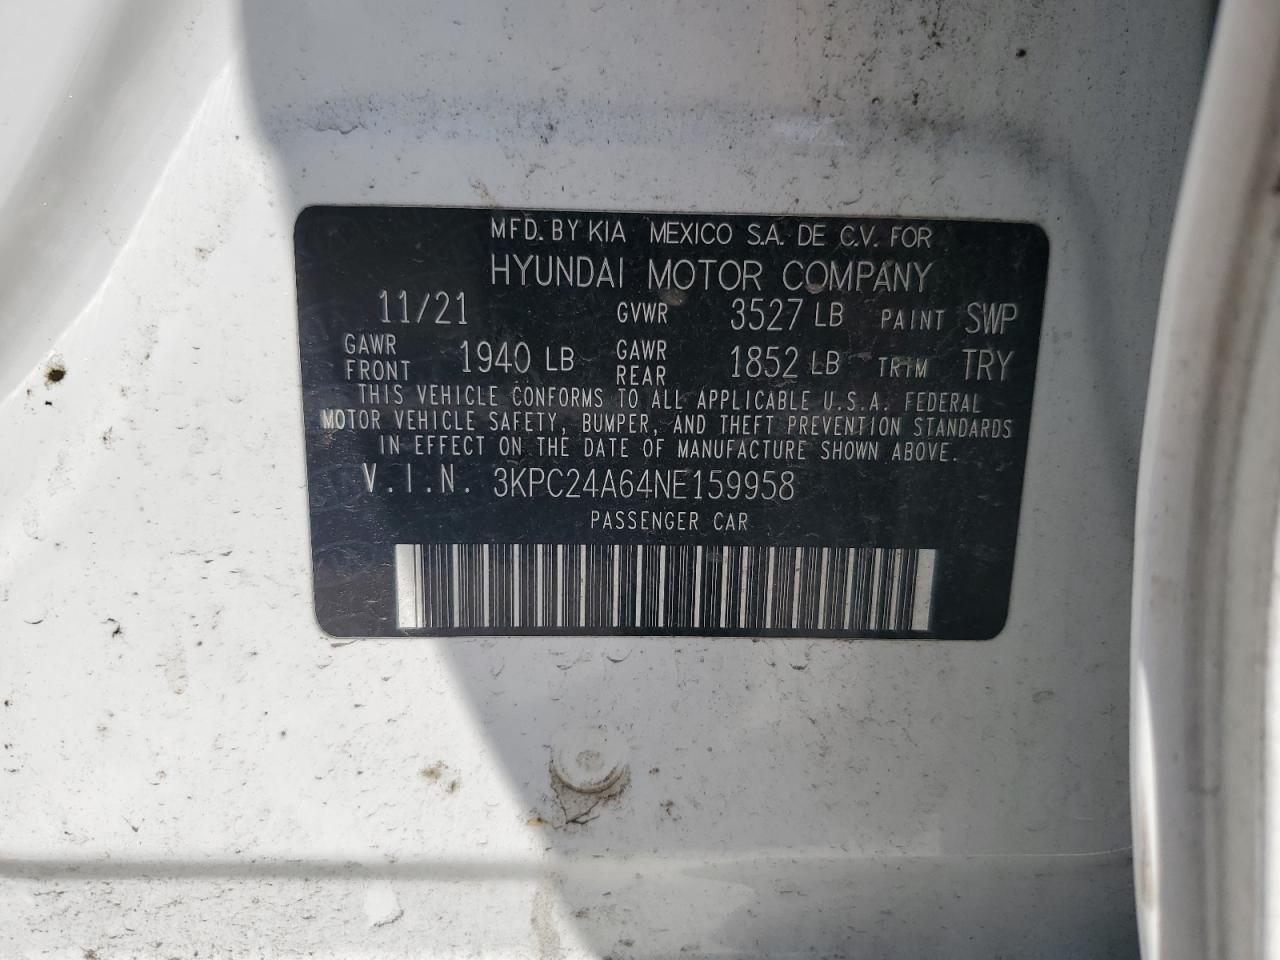 MFD. BY KIA MEXICO S.A. DE C.V. FOR
HYUNDAI MOTOR COMPANY
11/21 GVWR 3527 LB PAINT SWP
GAWR FRONT 1940 LB GAWR REAR 1852 LB TRIM TRY
THIS VEHICLE CONFORMS TO ALL APPLICABLE U.S.A. FEDERAL
MOTOR VEHICLE SAFETY, BUMPER, AND THEFT PREVENTION STANDARDS
IN EFFECT ON THE DATE OF MANUFACTURE SHOWN ABOVE.
V.I.N. 3KPC24A64NE159958
PASSENGER CAR